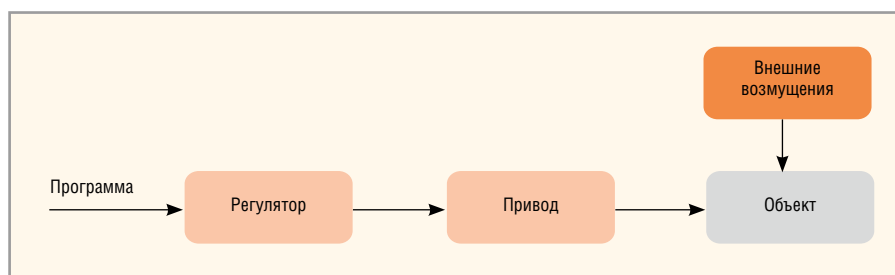 Внешние
возмущения
Программа
Регулятор
Привод
Объект